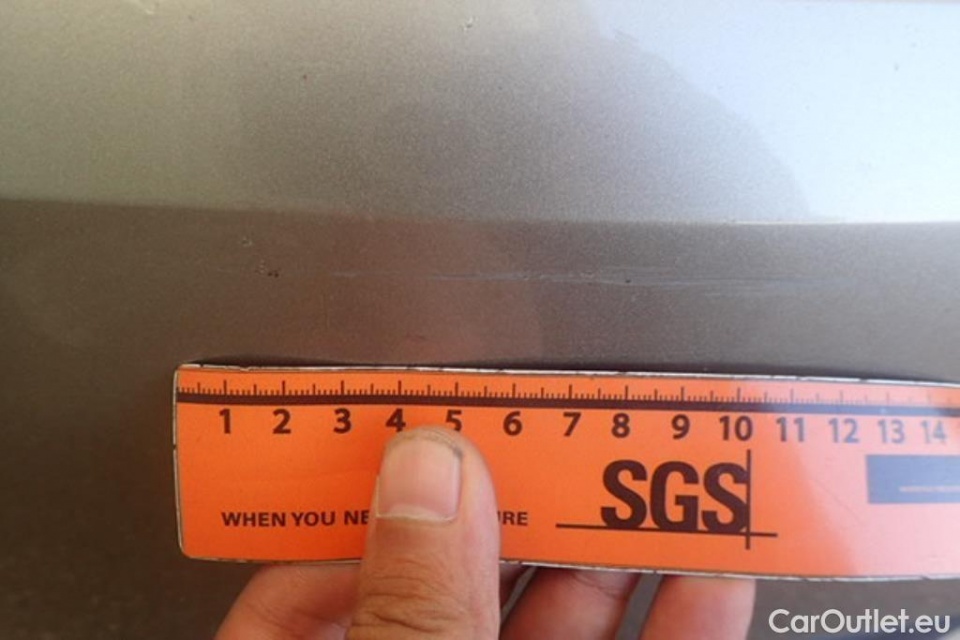 1 2 3 4 5 6 7 8 9 10 11 12 13 14
SGS
WHEN YOU URE
CarOutlet.eu